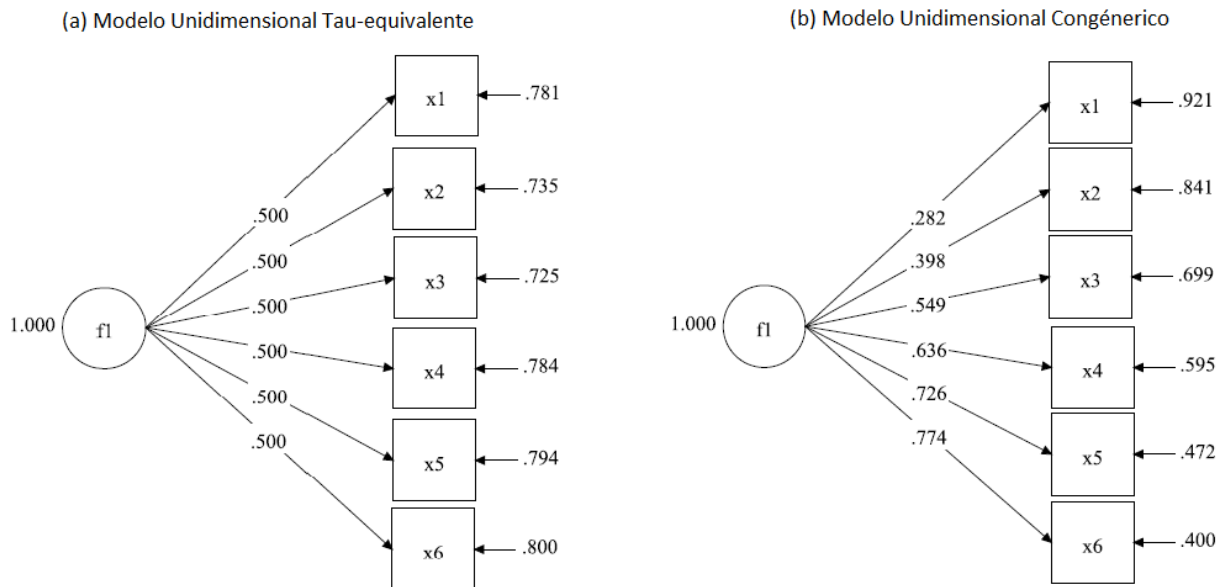 (a) Modelo Unidimensional Tau-equivalente
x1
.781
x2
.735
x3
.725
x4
.784
x5
.794
x6
.800
.500
.500
.500
.500
.500
.500
1.000
f1
(b) Modelo Unidimensional Congénerico
x1
.921
x2
.841
x3
.699
x4
.595
x5
.472
x6
.400
.282
.398
.549
.636
.726
.774
1.000
f1